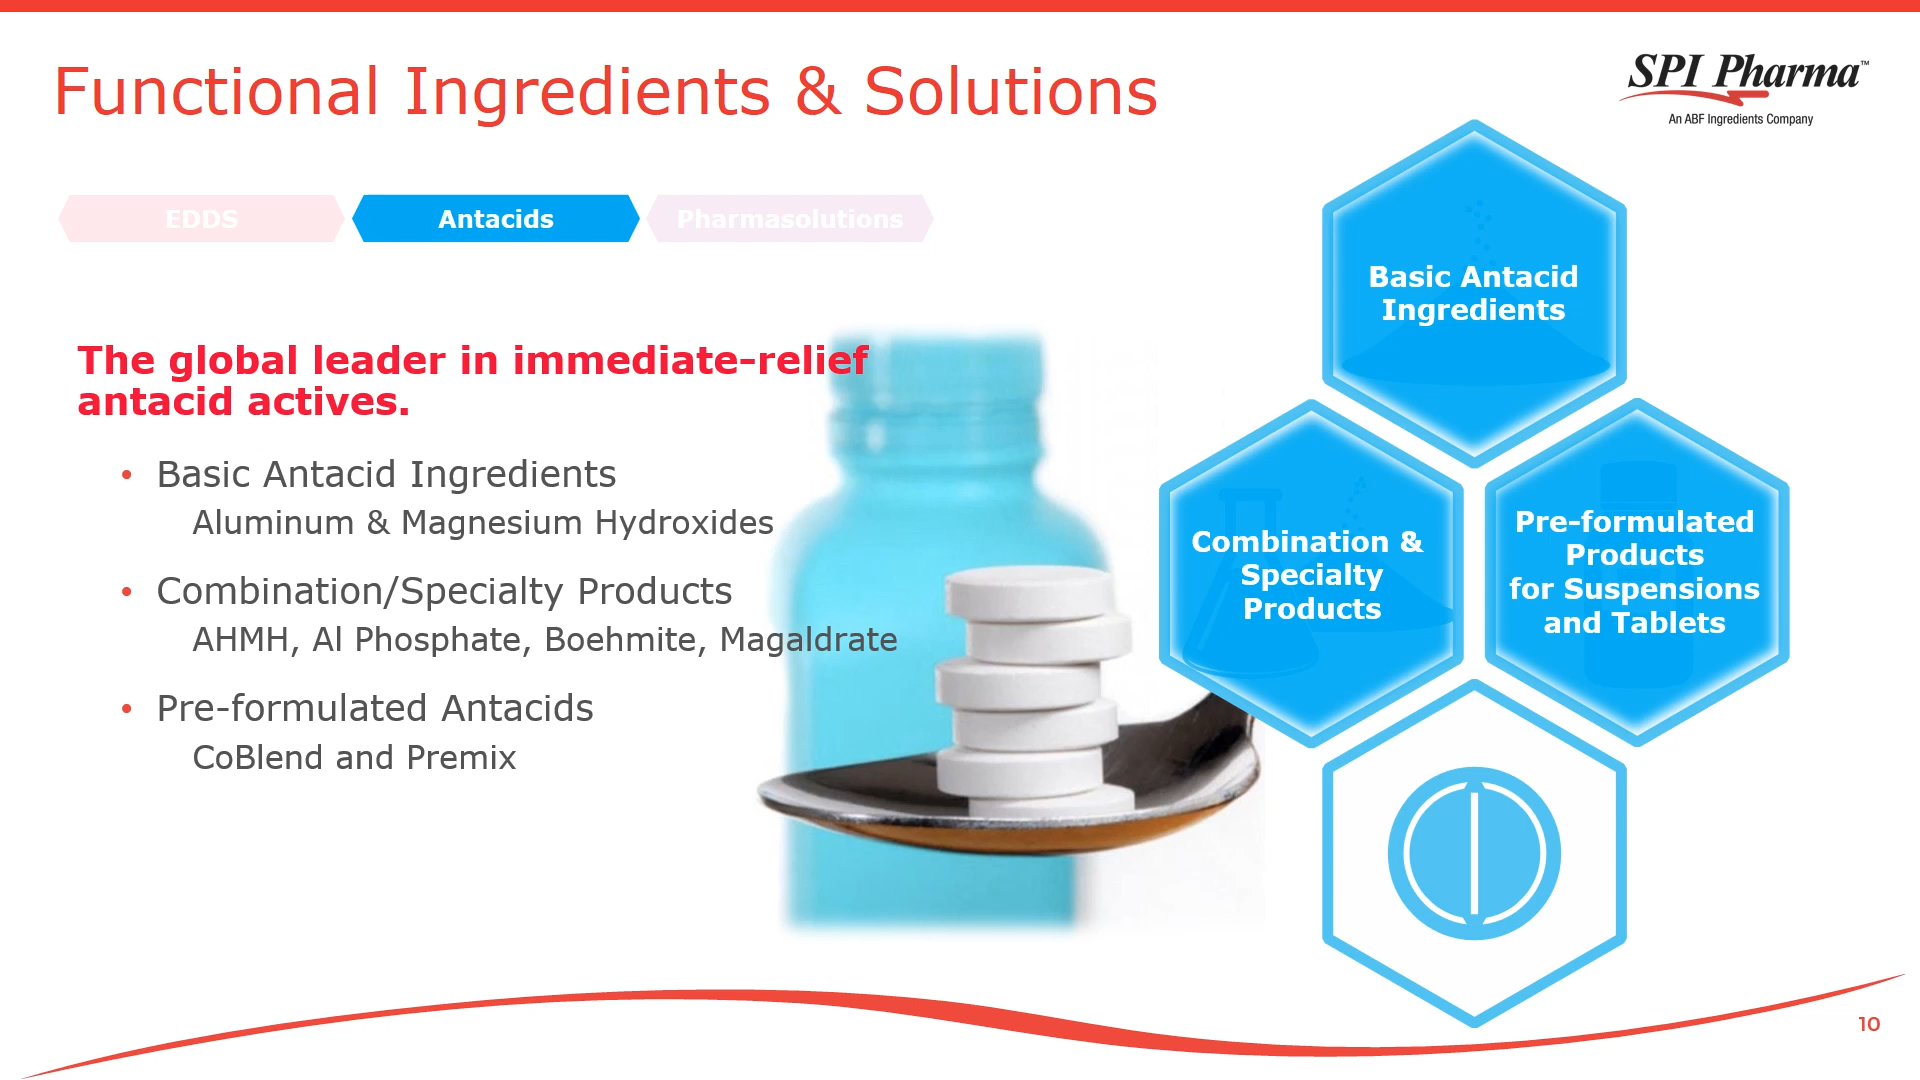 Functional Ingredients & Solutions
SPI Pharma™
An ABF Ingredients Company
EDDS
Antacids
Pharmasolutions
The global leader in immediate-relief
antacid actives.
• Basic Antacid Ingredients
Aluminum & Magnesium Hydroxides
• Combination/Specialty Products
AHMH, Al Phosphate, Boehmite, Magaldrate
• Pre-formulated Antacids
CoBlend and Premix
Basic Antacid
Ingredients
Combination &
Specialty
Products
Pre-formulated
Products
for Suspensions
and Tablets
10